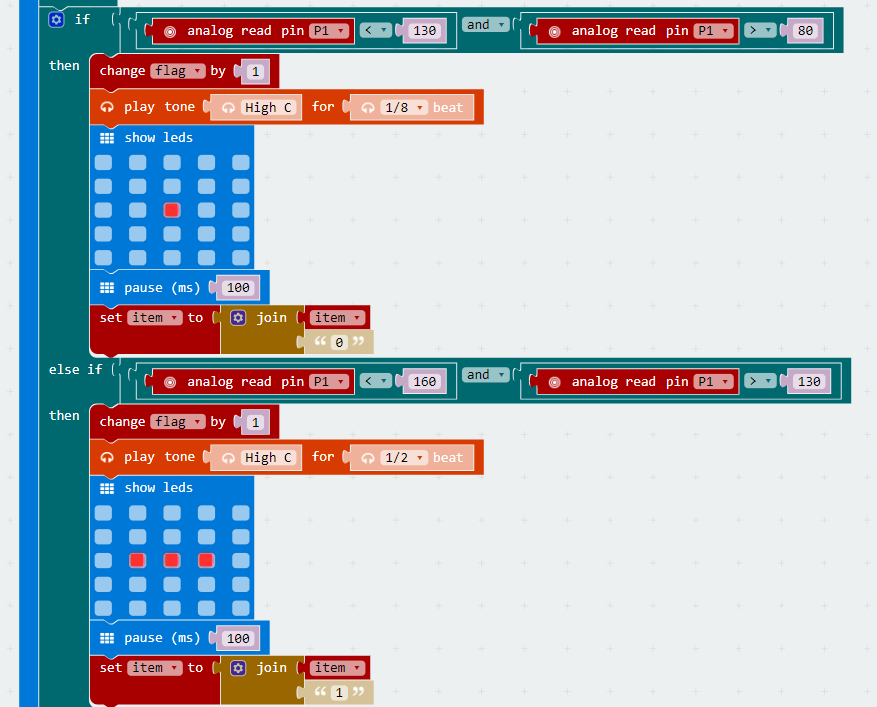 if analog read pin P1 < 130 and analog read pin P1 > 80
then change flag by 1
play tone High C for 1/8 beat
show leds
pause (ms) 100
set item to join item
“ 0 ”
else if analog read pin P1 < 160 and analog read pin P1 > 130
then change flag by 1
play tone High C for 1/2 beat
show leds
pause (ms) 100
set item to join item
“ 1 ”